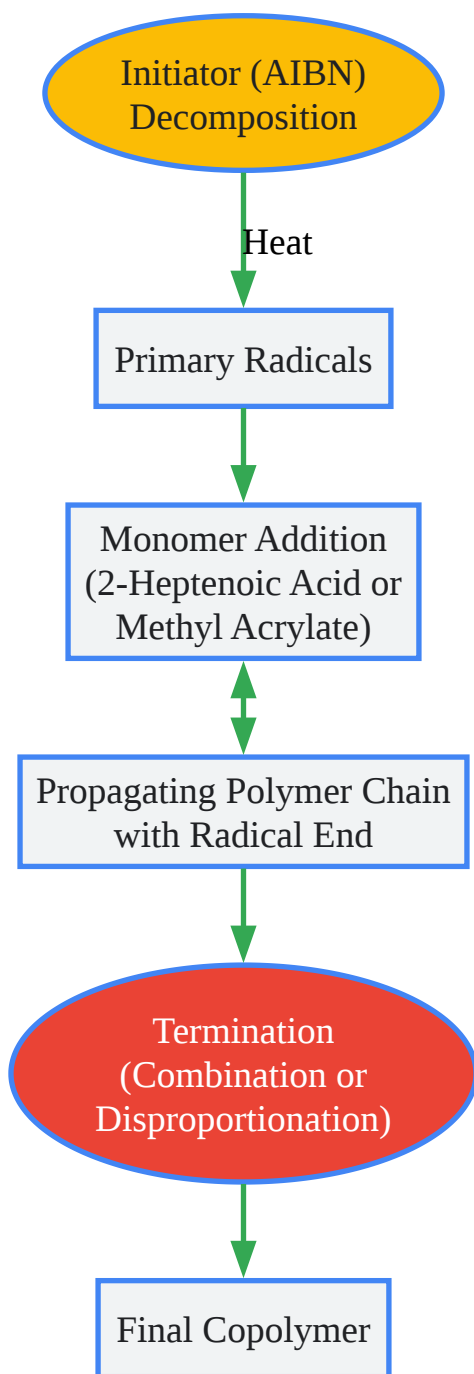 Initiator (AIBN)
Decomposition
Heat
Primary Radicals
Monomer Addition
(2-Heptenoic Acid or
Methyl Acrylate)
Propagating Polymer Chain
with Radical End
Termination
(Combination or
Disproportionation)
Final Copolymer